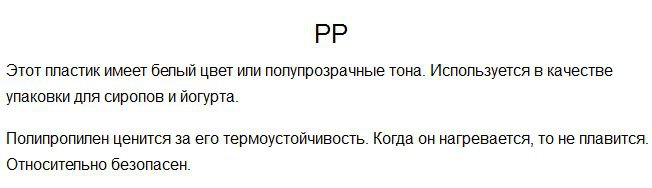 PP
Этот пластик имеет белый цвет или полупрозрачные тона. Используется в качестве
упаковки для сиропов и йогурта.
Полипропилен ценится за его термоустойчивость. Когда он нагревается, то не плавится.
Относительно безопасен.